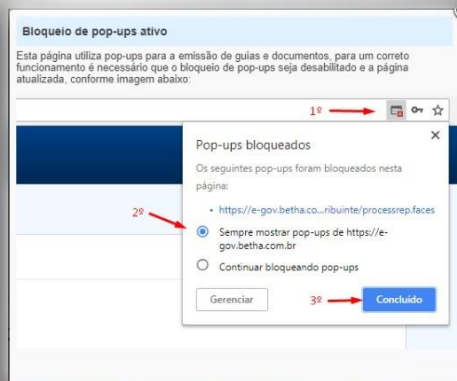 Bloqueio de pop-ups ativo
Esta página utiliza pop-ups para a emissão de guias e documentos, para um correto
funcionamento é necessário que o bloqueio de pop-ups seja desabilitado e a página
atualizada, conforme imagem abaixo:
1º
Pop-ups bloqueados
Os seguintes pop-ups foram bloqueados nesta
página:
• https://e-gov.betha.co...ribuinte/processrep.faces
2º
Sempre mostrar pop-ups de https://e-
gov.betha.com.br
Continuar bloqueando pop-ups
Gerenciar
3º
Concluído